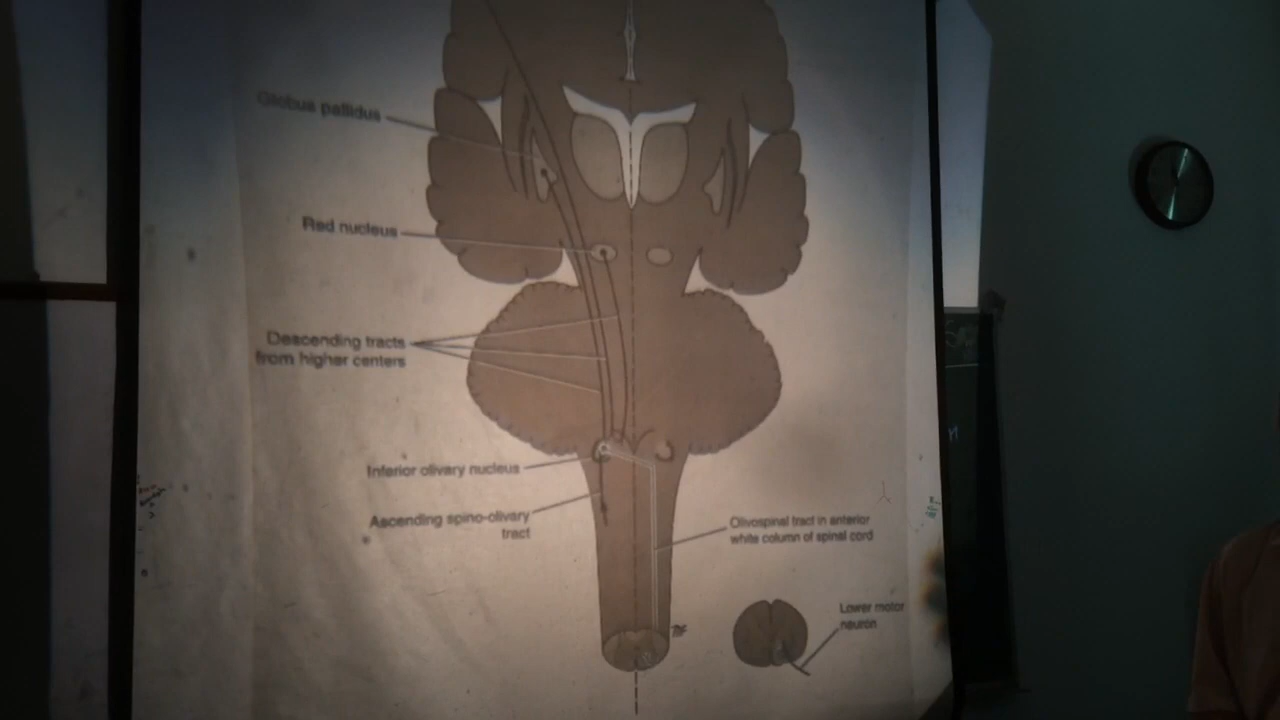 Globus pallidus
Red nucleus
Descending tracts
from higher centers
Inferior olivary nucleus
Ascending spino-olivary
tract
Olivospinal tract in anterior
white column of spinal cord
Lower motor
neuron